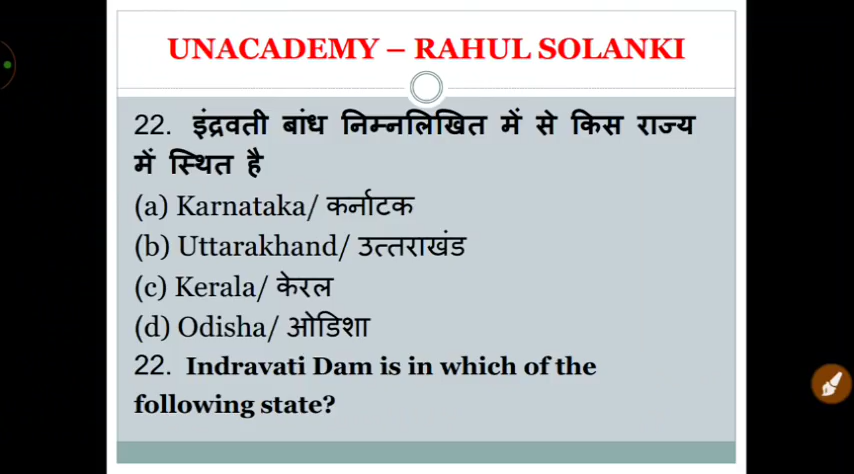 UNACADEMY – RAHUL SOLANKI
22. इंद्रवती बांध निम्नलिखित में से किस राज्य
में स्थित है
(a) Karnataka/ कर्नाटक
(b) Uttarakhand/ उत्तराखंड
(c) Kerala/ केरल
(d) Odisha/ ओडिशा
22. Indravati Dam is in which of the
following state?